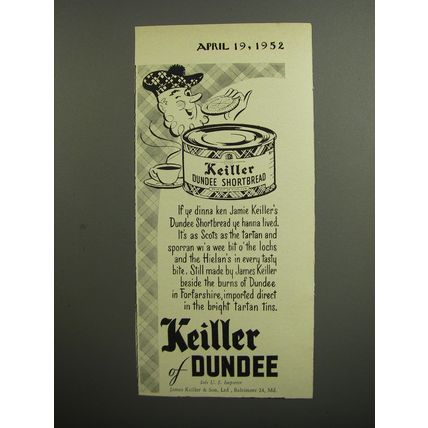 APRIL 19, 1952
Keiller
DUNDEE SHORTBREAD
If ye dinna ken Jamie Keiller's
Dundee Shortbread ye hanna lived.
It's as Scots as the tartan and
sporran wi' a wee bit o' the lochs
and the Hielan's in every tasty
bite. Still made by James Keiller
beside the burns of Dundee
in Forfarshire, imported direct
in the bright tartan tins.
Keiller
of DUNDEE
Sole U. S. Importer
James Keiller & Son, Ltd., Baltimore 24, Md.